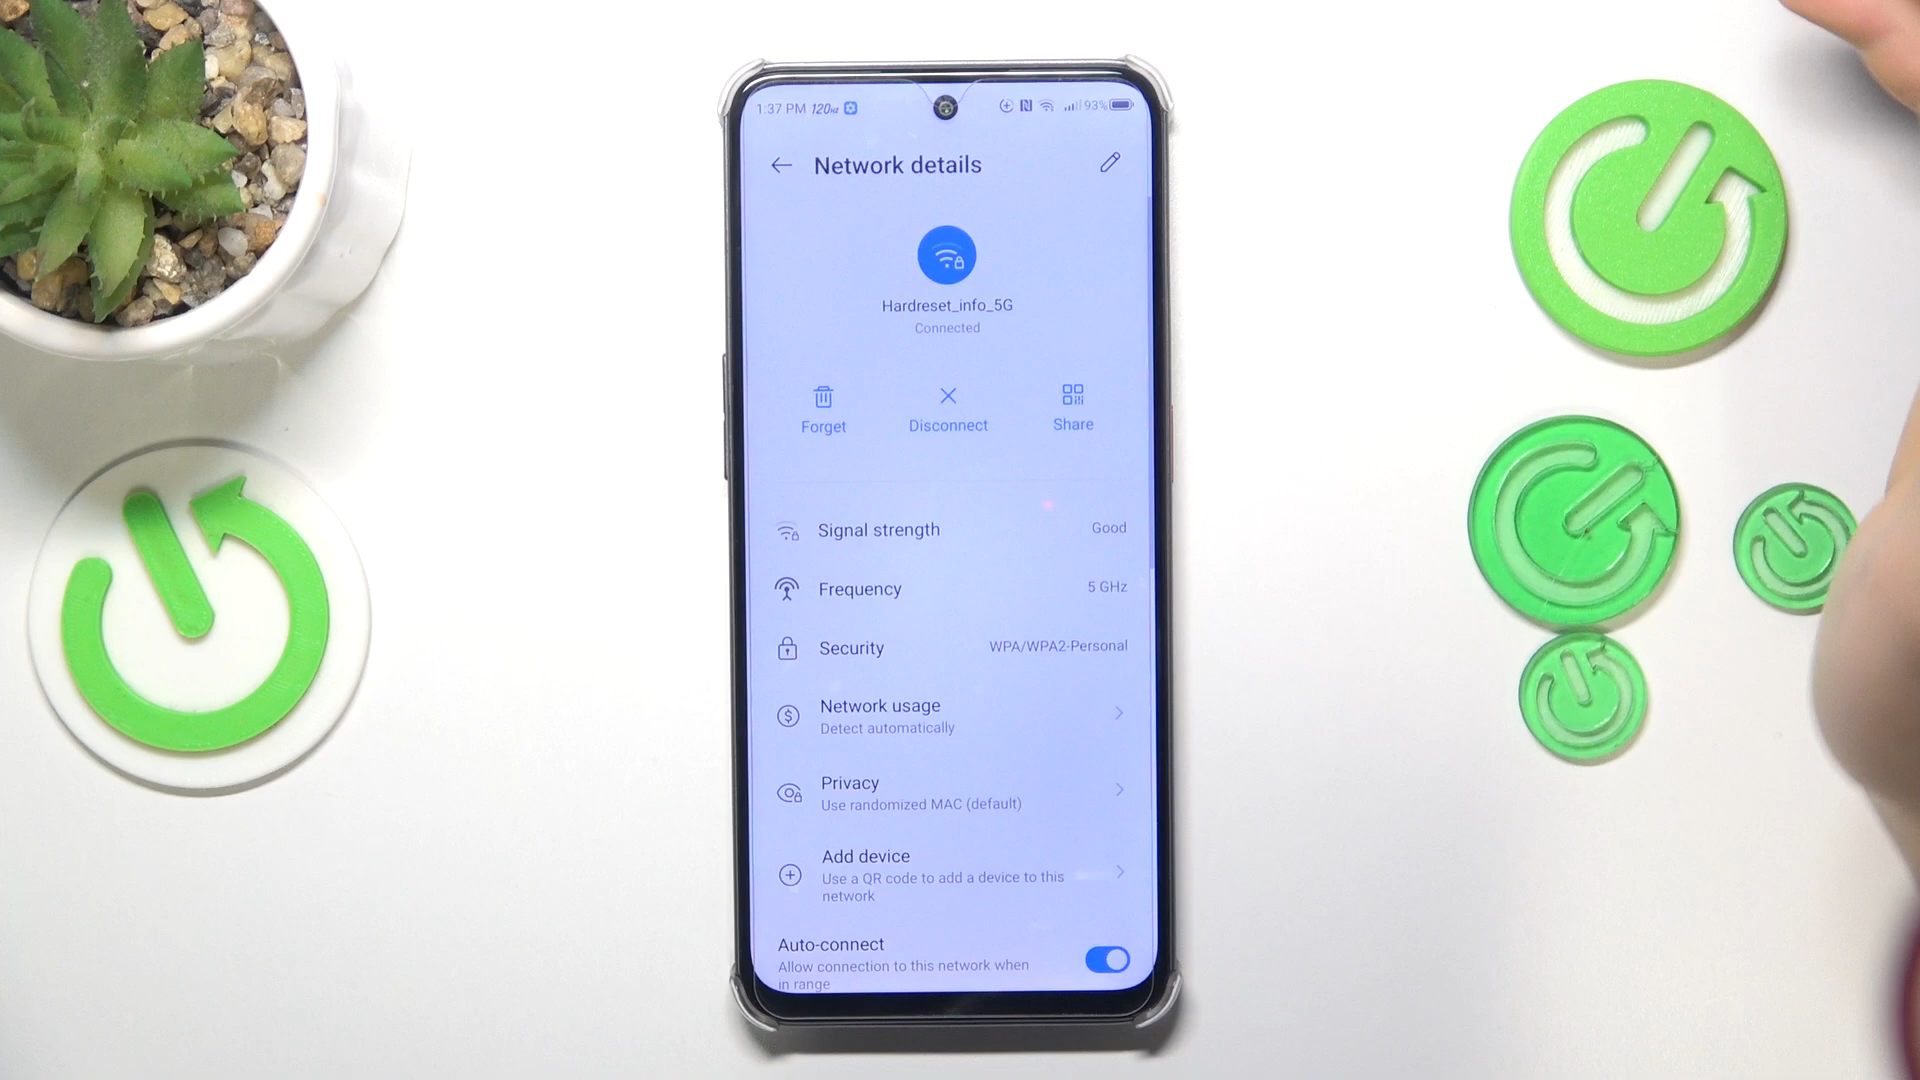 1:37 PM 120Hz 93%
Network details
Hardreset_info_5G
Connected
Forget Disconnect Share
Signal strength Good
Frequency 5 GHz
Security WPA/WPA2-Personal
Network usage
Detect automatically
Privacy
Use randomized MAC (default)
Add device
Use a QR code to add a device to this
network
Auto-connect
Allow connection to this network when
in range